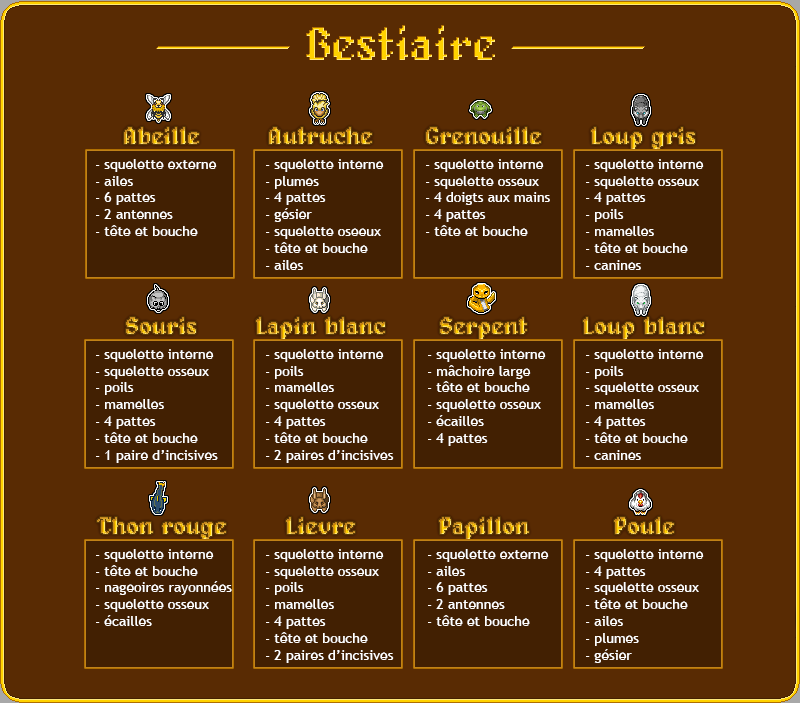 Bestiaire
Abeille
- squelette externe
- ailes
- 6 pattes
- 2 antennes
- tête et bouche
Autruche
- squelette interne
- plumes
- 4 pattes
- gésier
- squelette oseeux
- tête et bouche
- ailes
Grenouille
- squelette interne
- squelette osseux
- 4 doigts aux mains
- 4 pattes
- tête et bouche
Loup gris
- squelette interne
- squelette osseux
- 4 pattes
- poils
- mamelles
- tête et bouche
- canines
Souris
- squelette interne
- squelette osseux
- poils
- mamelles
- 4 pattes
- tête et bouche
- 1 paire d'incisives
Lapin blanc
- squelette interne
- poils
- mamelles
- squelette osseux
- 4 pattes
- tête et bouche
- 2 paires d'incisives
Serpent
- squelette interne
- mâchoire large
- tête et bouche
- squelette osseux
- écailles
- 4 pattes
Loup blanc
- squelette interne
- poils
- squelette osseux
- mamelles
- 4 pattes
- tête et bouche
- canines
Thon rouge
- squelette interne
- tête et bouche
- nageoires rayonnées
- squelette osseux
- écailles
Lievre
- squelette interne
- squelette osseux
- poils
- mamelles
- 4 pattes
- tête et bouche
- 2 paires d'incisives
Papillon
- squelette externe
- ailes
- 6 pattes
- 2 antennes
- tête et bouche
Poule
- squelette interne
- 4 pattes
- squelette osseux
- tête et bouche
- ailes
- plumes
- gésier